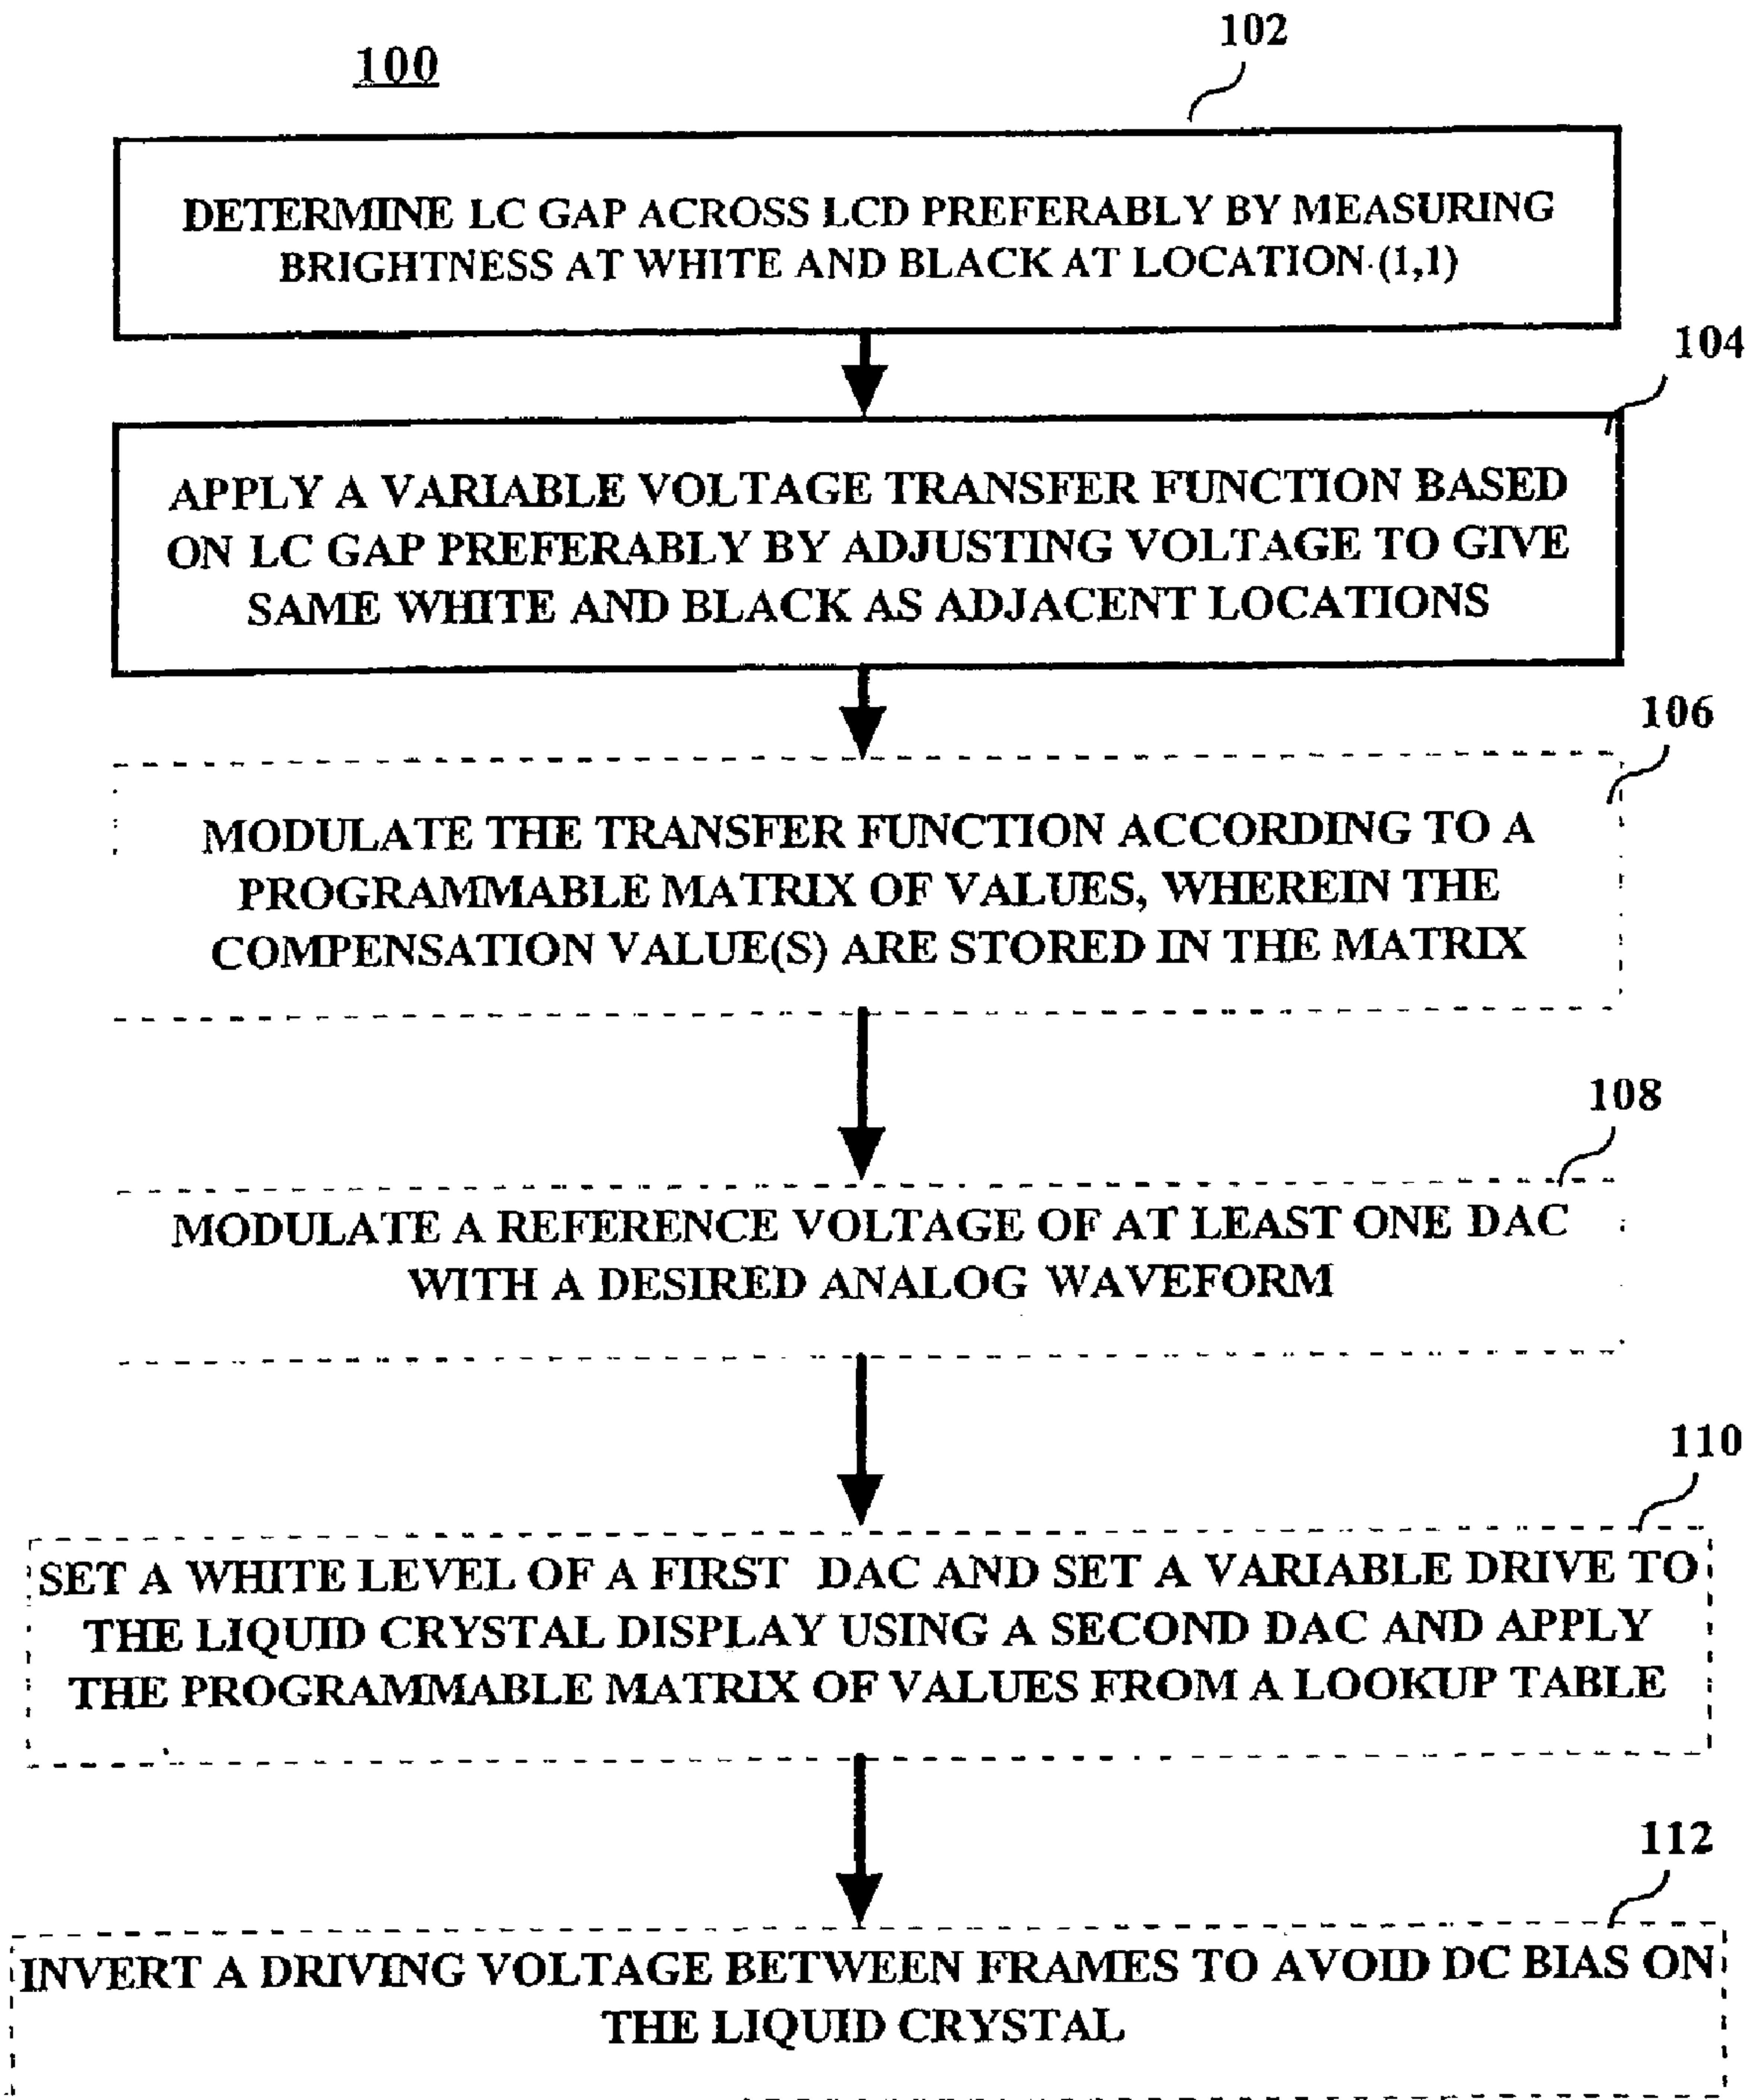 102
100
DETERMINE LC GAP ACROSS LCD PREFERABLY BY MEASURING
BRIGHTNESS AT WHITE AND BLACK AT LOCATION (1,1)
104
APPLY A VARIABLE VOLTAGE TRANSFER FUNCTION BASED
ON LC GAP PREFERABLY BY ADJUSTING VOLTAGE TO GIVE
SAME WHITE AND BLACK AS ADJACENT LOCATIONS
106
MODULATE THE TRANSFER FUNCTION ACCORDING TO A
PROGRAMMABLE MATRIX OF VALUES, WHEREIN THE
COMPENSATION VALUE(S) ARE STORED IN THE MATRIX
108
MODULATE A REFERENCE VOLTAGE OF AT LEAST ONE DAC
WITH A DESIRED ANALOG WAVEFORM
110
SET A WHITE LEVEL OF A FIRST DAC AND SET A VARIABLE DRIVE TO
THE LIQUID CRYSTAL DISPLAY USING A SECOND DAC AND APPLY
THE PROGRAMMABLE MATRIX OF VALUES FROM A LOOKUP TABLE
112
INVERT A DRIVING VOLTAGE BETWEEN FRAMES TO AVOID DC BIAS ON
THE LIQUID CRYSTAL